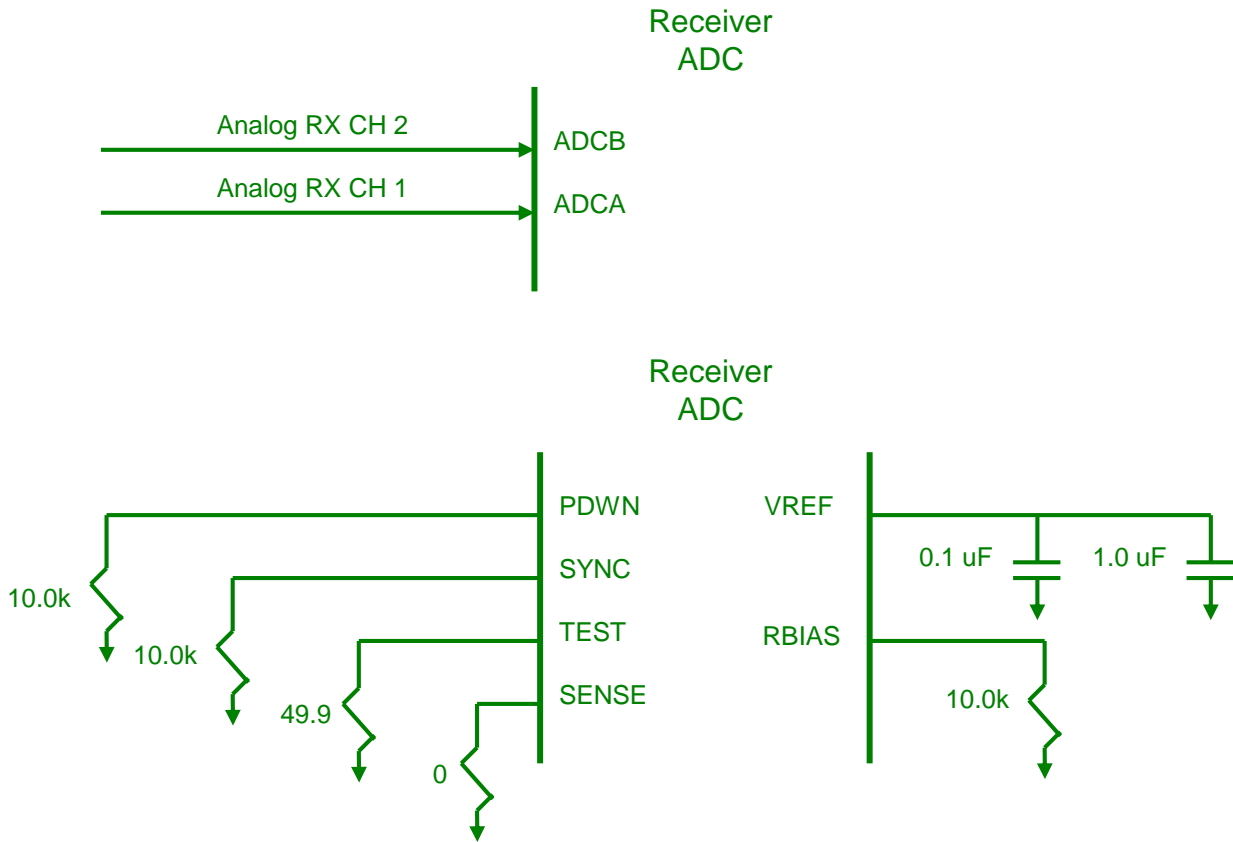 Receiver
ADC
Analog RX CH 2
ADCB
Analog RX CH 1
ADCA
Receiver
ADC
PDWN
VREF
0.1 uF
1.0 uF
SYNC
10.0k
TEST
RBIAS
10.0k
SENSE
10.0k
49.9
0